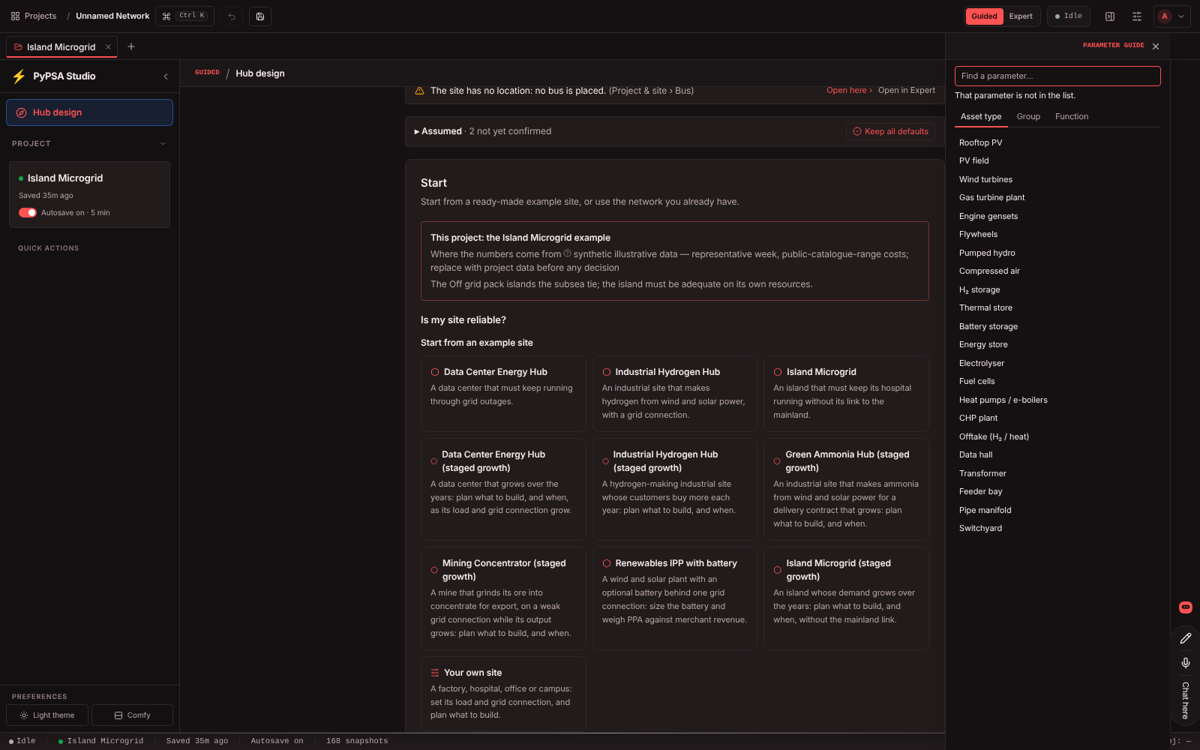 Projects / Unnamed Network ⌘ Ctrl K Guided Expert Idle A
Island Microgrid × +
PARAMETER GUIDE ×
PyPSA Studio
Hub design
PROJECT
Island Microgrid
Saved 35m ago
Autosave on · 5 min
QUICK ACTIONS
PREFERENCES
Light theme Comfy
GUIDED / Hub design
The site has no location: no bus is placed. (Project & site › Bus) Open here › Open in Expert
▸ Assumed · 2 not yet confirmed Keep all defaults
Start
Start from a ready-made example site, or use the network you already have.
This project: the Island Microgrid example
Where the numbers come from ? synthetic illustrative data — representative week, public-catalogue-range costs;
replace with project data before any decision
The Off grid pack islands the subsea tie; the island must be adequate on its own resources.
Is my site reliable?
Start from an example site
Data Center Energy Hub
A data center that must keep running
through grid outages.
Industrial Hydrogen Hub
An industrial site that makes
hydrogen from wind and solar power,
with a grid connection.
Island Microgrid
An island that must keep its hospital
running without its link to the
mainland.
Data Center Energy Hub
(staged growth)
A data center that grows over the
years: plan what to build, and when,
as its load and grid connection grow.
Industrial Hydrogen Hub
(staged growth)
A hydrogen-making industrial site
whose customers buy more each
year: plan what to build, and when.
Green Ammonia Hub (staged
growth)
An industrial site that makes ammonia
from wind and solar power for a
delivery contract that grows: plan
what to build, and when.
Mining Concentrator (staged
growth)
A mine that grinds its ore into
concentrate for export, on a weak
grid connection while its output
grows: plan what to build, and when.
Renewables IPP with battery
A wind and solar plant with an
optional battery behind one grid
connection: size the battery and
weigh PPA against merchant revenue.
Island Microgrid (staged
growth)
An island whose demand grows over
the years: plan what to build, and
when, without the mainland link.
Your own site
A factory, hospital, office or campus:
set its load and grid connection, and
plan what to build.
Find a parameter...
That parameter is not in the list.
Asset type Group Function
Rooftop PV
PV field
Wind turbines
Gas turbine plant
Engine gensets
Flywheels
Pumped hydro
Compressed air
H₂ storage
Thermal store
Battery storage
Energy store
Electrolyser
Fuel cells
Heat pumps / e-boilers
CHP plant
Offtake (H₂ / heat)
Data hall
Transformer
Feeder bay
Pipe manifold
Switchyard
Chat here
Idle Island Microgrid Saved 35m ago Autosave on 168 snapshots